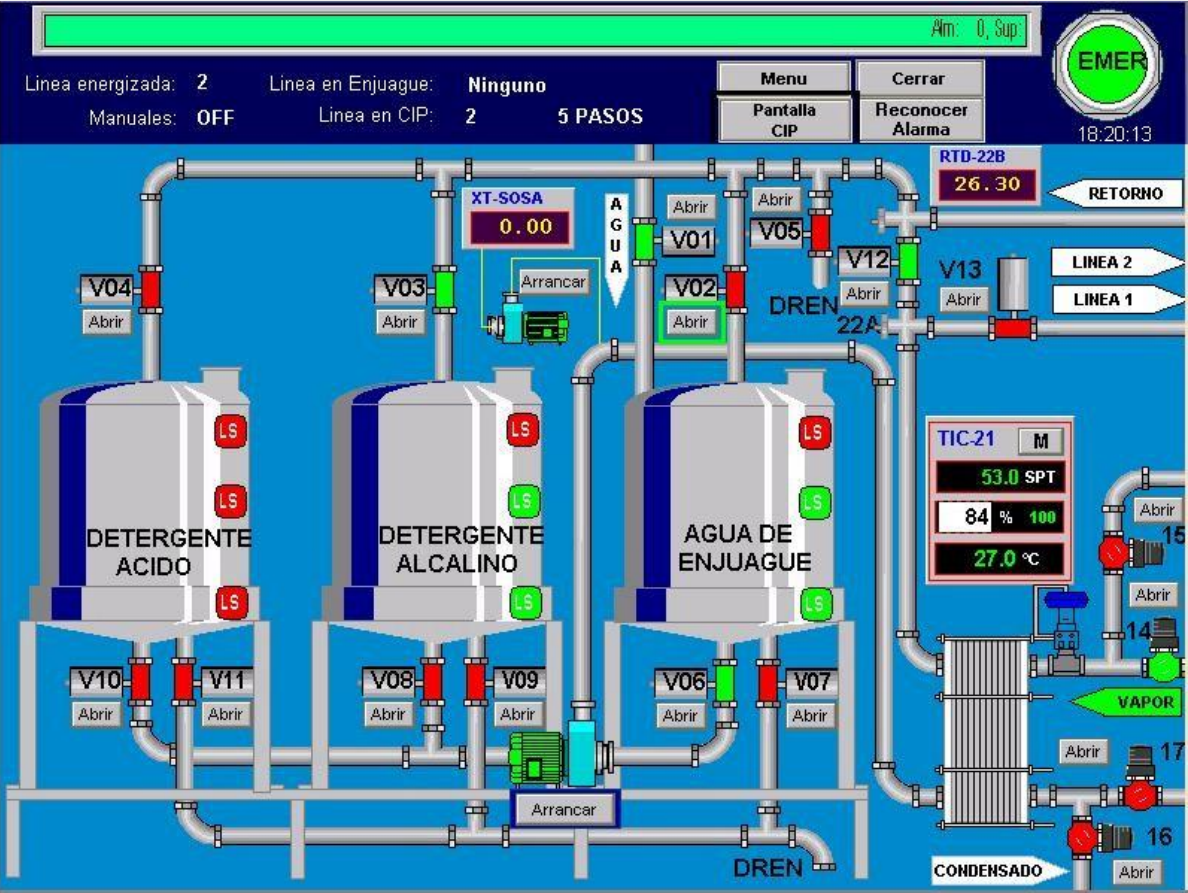 Alm: 0, Sup:
EMER
Linea energizada: 2
Linea en Enjuague: Ninguno
Menu
Cerrar
Manuales: OFF
Linea en CIP: 2
5 PASOS
Pantalla
CIP
Reconocer
Alarma
18:20:13
RTD-22B
26.30
RETORNO
XT-SOSA
0.00
AGUA
Abrir
V01
Abrir
V05
V12
Abrir
V13
Abrir
LINEA 2
LINEA 1
V04
Abrir
V03
Abrir
Arrancar
V02
Abrir
DREN
22A
LS
LS
LS
DETERGENTE
ACIDO
LS
LS
LS
DETERGENTE
ALCALINO
LS
LS
LS
AGUA DE
ENJUAGUE
TIC-21
M
53.0 SPT
84 % 100
27.0 °C
Abrir
15
Abrir
14
VAPOR
V10
Abrir
V11
Abrir
V08
Abrir
V09
Abrir
V06
Abrir
V07
Abrir
Abrir
17
Arrancar
16
Abrir
DREN
CONDENSADO